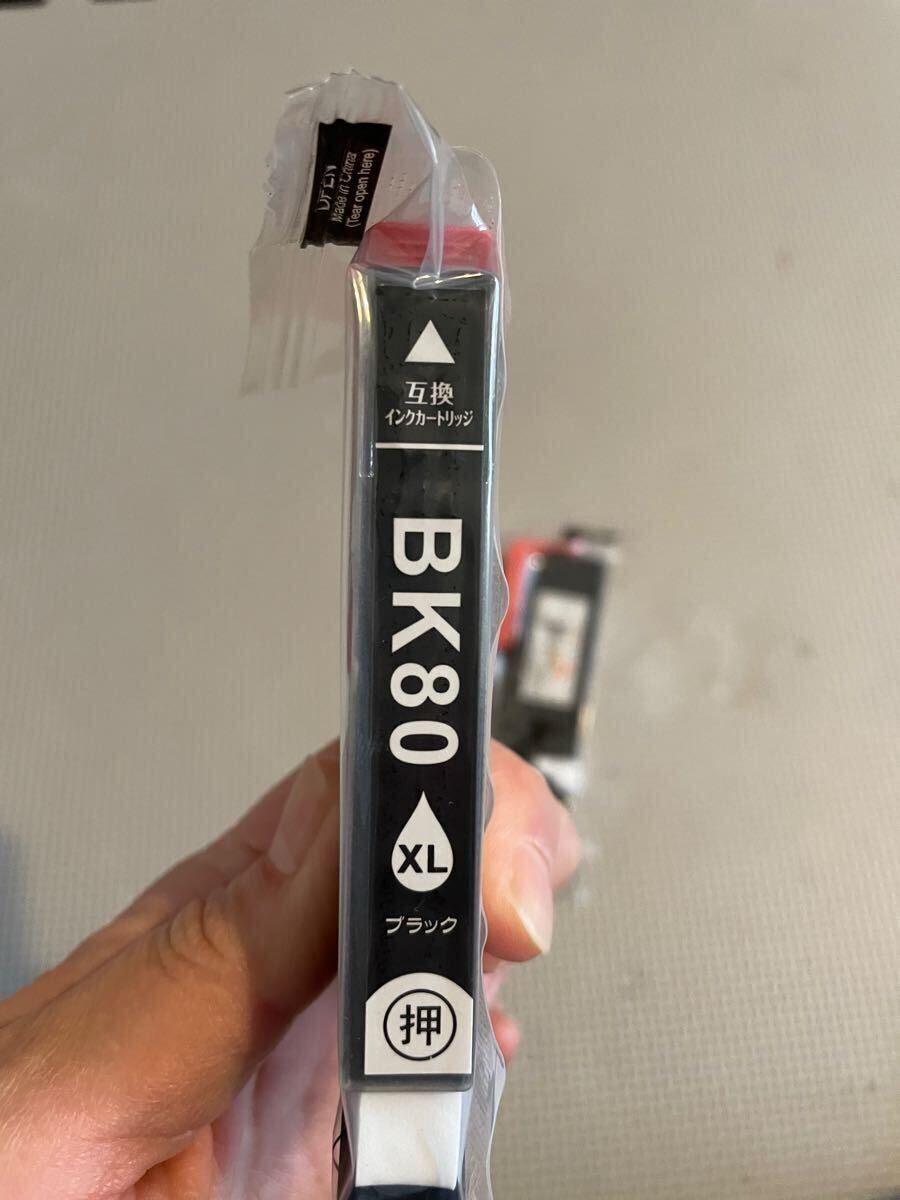 OPEN
Made in China
(Tear open here)
互換
インクカートリッジ
BK80
XL
ブラック
押